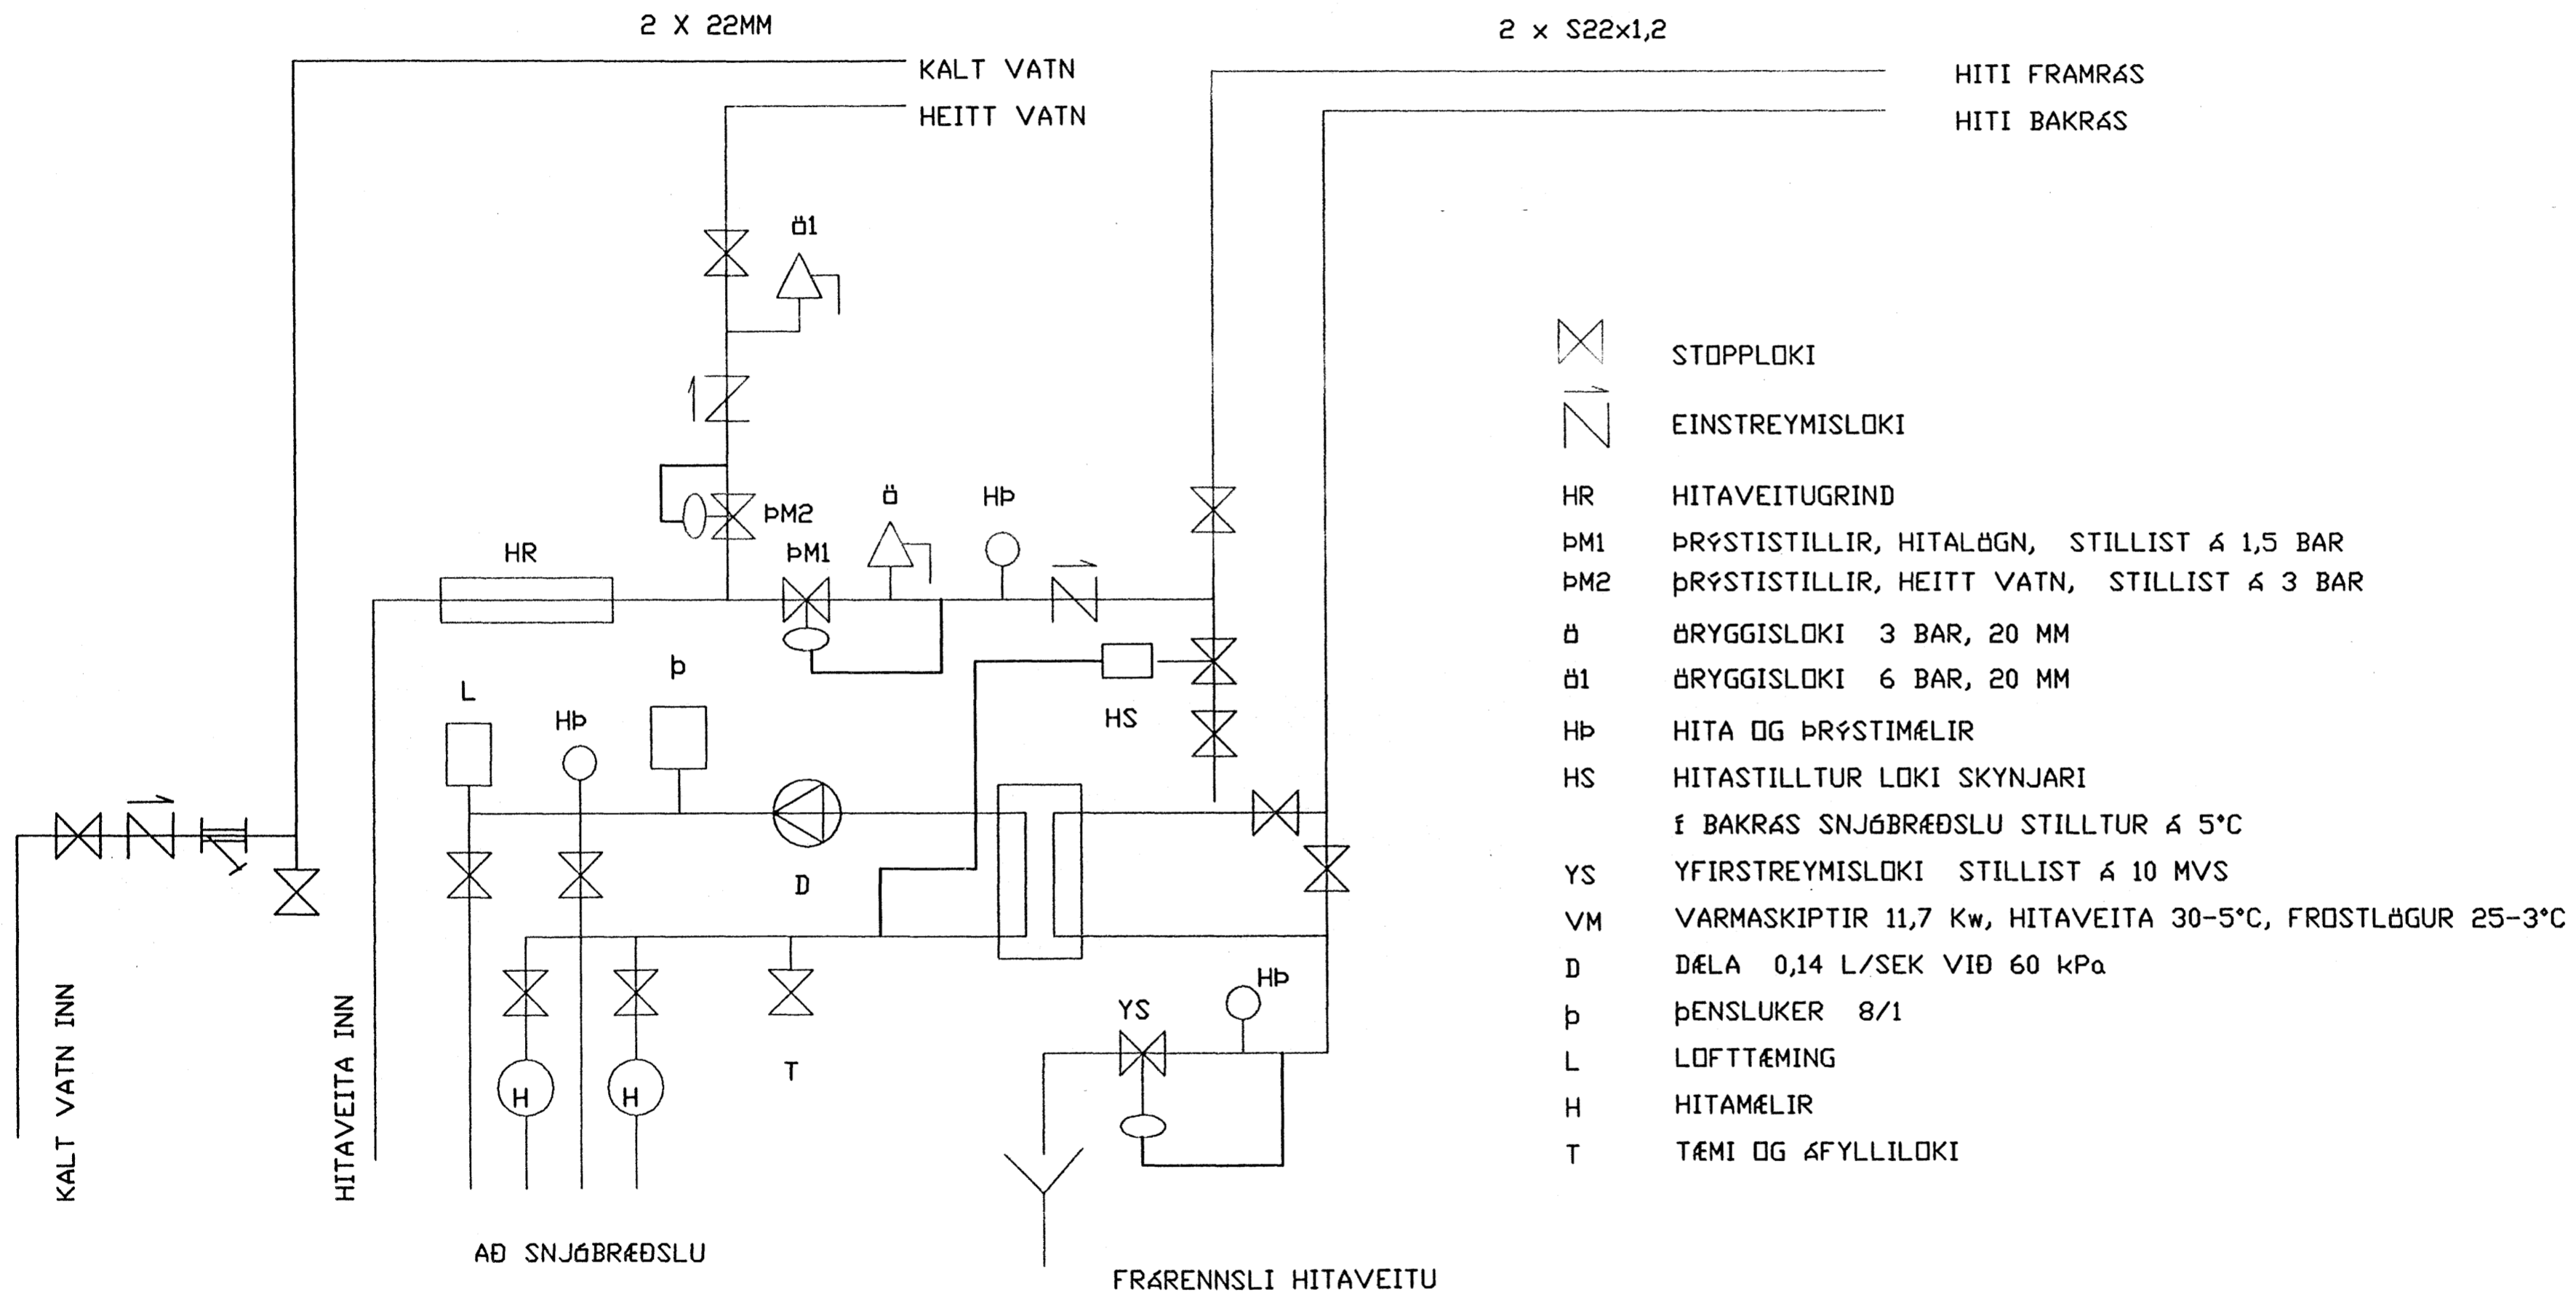 2 X 22MM
2 x S22x1,2
KALT VATN
HEITT VATN
HITI FRAMRÁS
HITI BAKRÁS
Ö1
ÞM2
ÞM1
Ö
HÞ
HR
L
HÞ
Þ
HS
D
T
H
H
YS
HÞ
KALT VATN INN
HITAVEITA INN
AÐ SNJÓBRÆÐSLU
FRÁRENNSLI HITAVEITU
STOPPLOKI
EINSTREYMISLOKI
HR HITAVEITUGRIND
ÞM1 ÞRÝSTISTILLIR, HITALÖGN, STILLIST Á 1,5 BAR
ÞM2 ÞRÝSTISTILLIR, HEITT VATN, STILLIST Á 3 BAR
Ö ÖRYGGISLOKI 3 BAR, 20 MM
Ö1 ÖRYGGISLOKI 6 BAR, 20 MM
HÞ HITA OG ÞRÝSTIMÆLIR
HS HITASTILLTUR LOKI SKYNJARI
Í BAKRÁS SNJÓBRÆÐSLU STILLTUR Á 5°C
YS YFIRSTREYMISLOKI STILLIST Á 10 MVS
VM VARMASKIPTIR 11,7 Kw, HITAVEITA 30-5°C, FROSTLÖGUR 25-3°C
D DÆLA 0,14 L/SEK VIÐ 60 kPa
Þ ÞENSLUKER 8/1
L LOFTTÆMING
H HITAMÆLIR
T TÆMI OG ÁFYLLILOKI